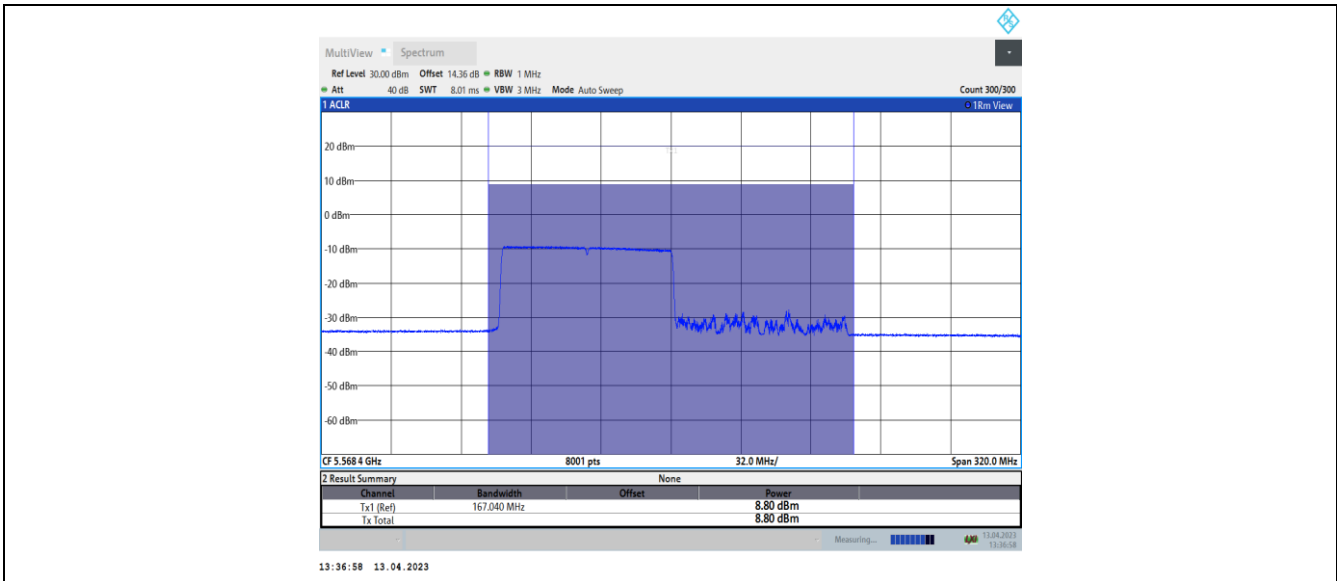 MultiView Spectrum
Ref Level 30.00 dBm Offset 14.36 dB RBW 1 MHz
Att 40 dB SWT 8.01 ms VBW 3 MHz Mode Auto Sweep Count 300/300
1 ACLR 1Rm View
20 dBm
10 dBm
0 dBm
-10 dBm
-20 dBm
-30 dBm
-40 dBm
-50 dBm
-60 dBm
CF 5.568 4 GHz 8001 pts 32.0 MHz/ Span 320.0 MHz
2 Result Summary None
Channel Bandwidth Offset Power
Tx1 (Ref) 167.040 MHz 8.80 dBm
Tx Total 8.80 dBm
Measuring... 13.04.2023
13:36:58
13:36:58 13.04.2023